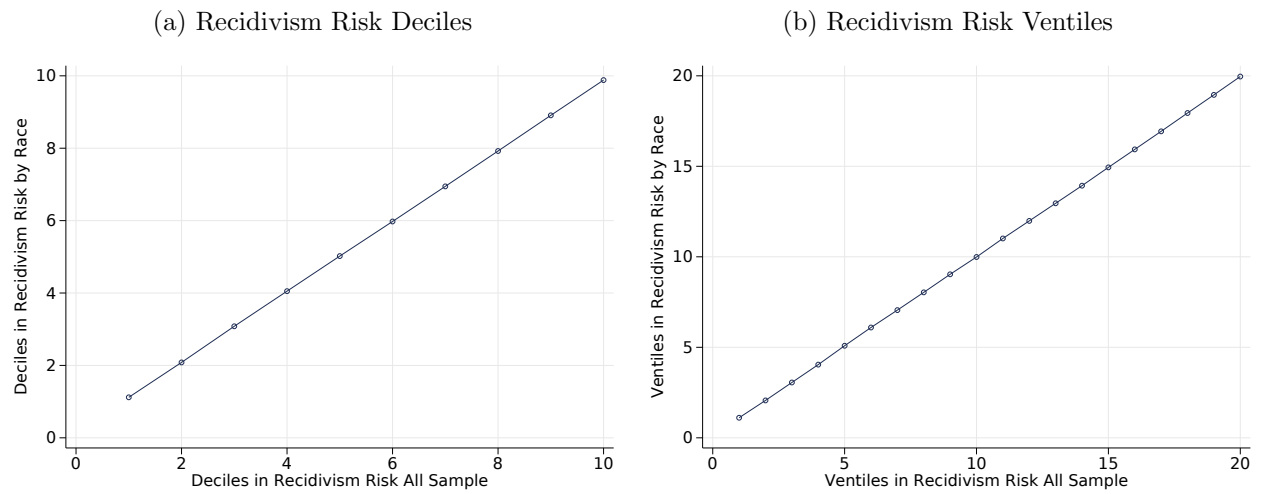 (a) Recidivism Risk Deciles
Deciles in Recidivism Risk by Race
10
8
6
4
2
0
0 2 4 6 8 10
Deciles in Recidivism Risk All Sample
(b) Recidivism Risk Ventiles
Ventiles in Recidivism Risk by Race
20
15
10
5
0
0 5 10 15 20
Ventiles in Recidivism Risk All Sample